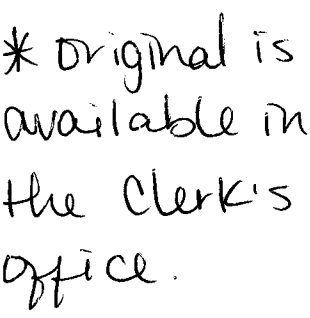 * original is
available in
the Clerk's
office.